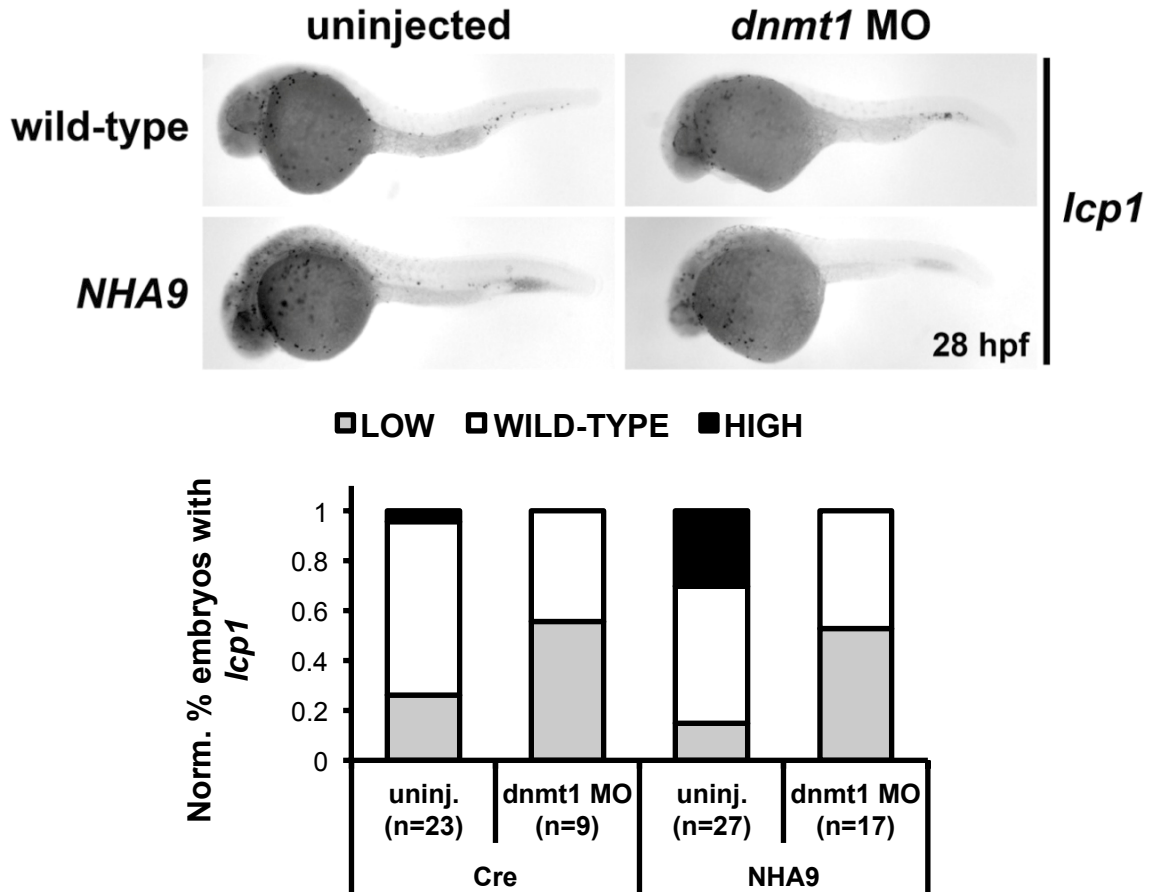 uninjected
dnmt1 MO
wild-type
lcp1
NHA9
28 hpf
LOW WILD-TYPE HIGH
Norm. % embryos with
lcp1
1
0.8
0.6
0.4
0.2
0
uninj. dnmt1 MO uninj. dnmt1 MO
(n=23) (n=9) (n=27) (n=17)
Cre NHA9